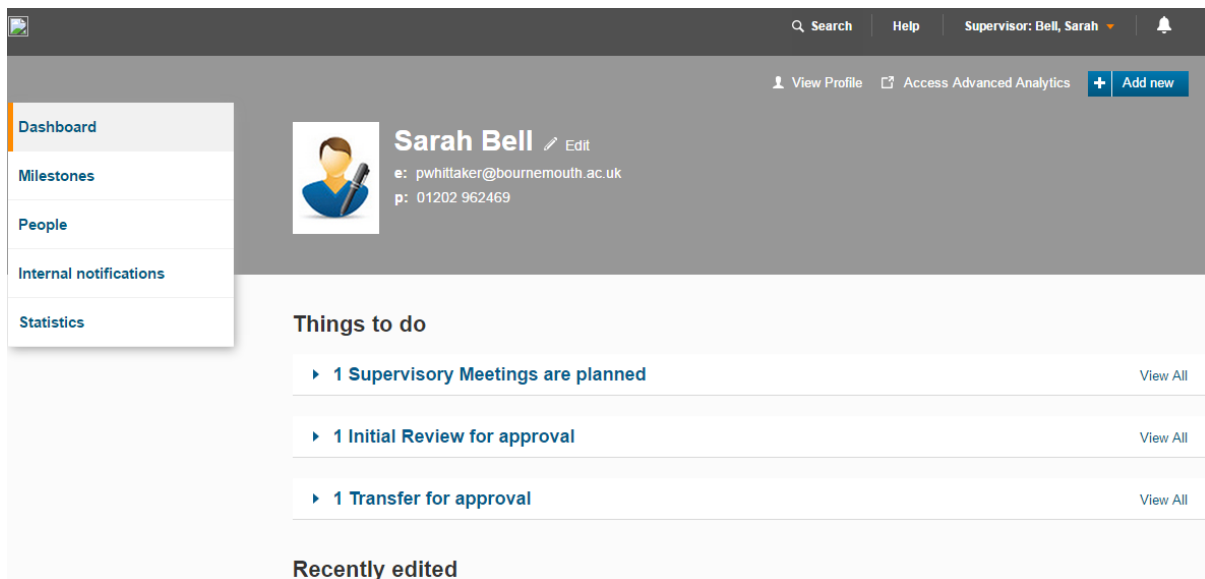 Search Help Supervisor: Bell, Sarah
View Profile Access Advanced Analytics + Add new
Dashboard
Milestones
People
Internal notifications
Statistics
Sarah Bell Edit
e: pwhittaker@bournemouth.ac.uk
p: 01202 962469
Things to do
1 Supervisory Meetings are planned View All
1 Initial Review for approval View All
1 Transfer for approval View All
Recently edited